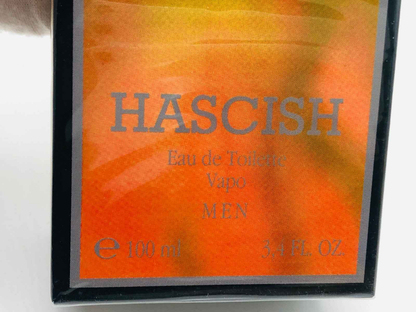 HASCISH
Eau de Toilette
Vapo
MEN
℮ 100 ml 3.4 FL. OZ.